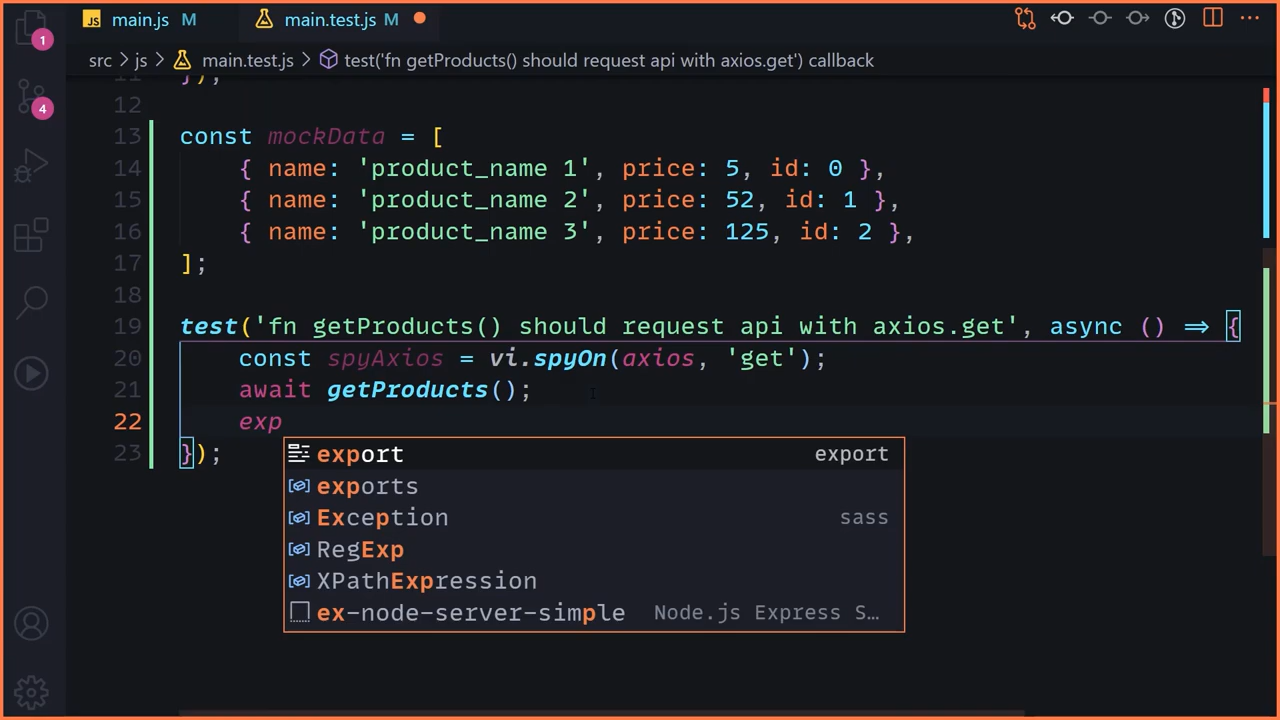 JS main.js M main.test.js M
src > js > main.test.js > test('fn getProducts() should request api with axios.get') callback
1
4
11 });
12
13 const mockData = [
14 { name: 'product_name 1', price: 5, id: 0 },
15 { name: 'product_name 2', price: 52, id: 1 },
16 { name: 'product_name 3', price: 125, id: 2 },
17 ];
18
19 test('fn getProducts() should request api with axios.get', async () => {
20 const spyAxios = vi.spyOn(axios, 'get');
21 await getProducts();
22 exp
23 });
export export
exports
Exception sass
RegExp
XPathExpression
ex-node-server-simple Node.js Express S…